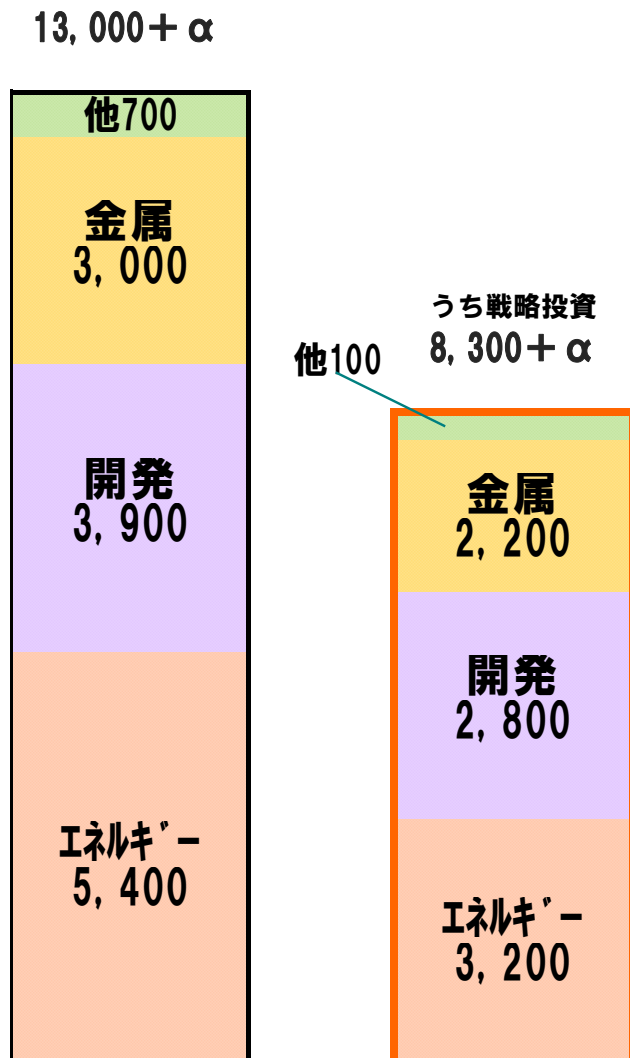 13,000＋α
他700
金属
3,000
開発
3,900
エネルギー
5,400
うち戦略投資
8,300＋α
他100
金属
2,200
開発
2,800
エネルギー
3,200